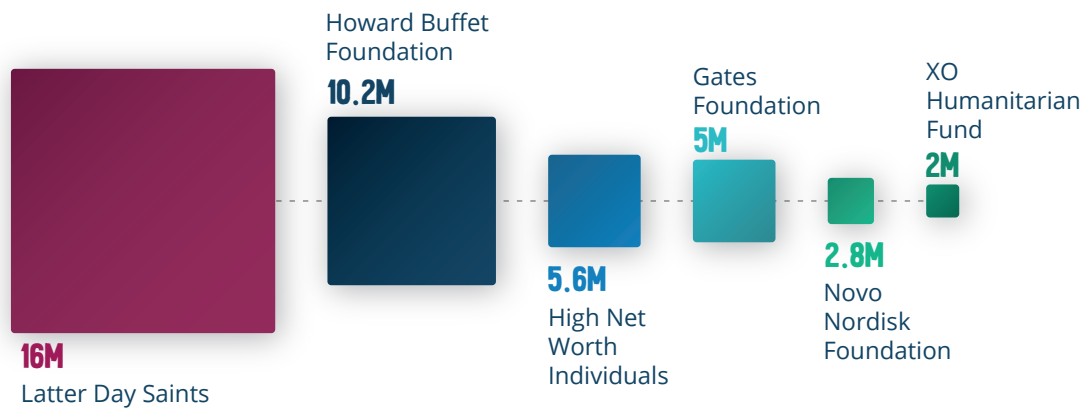 16M
Latter Day Saints
Howard Buffet
Foundation
10.2M
5.6M
High Net
Worth
Individuals
Gates
Foundation
5M
2.8M
Novo
Nordisk
Foundation
XO
Humanitarian
Fund
2M